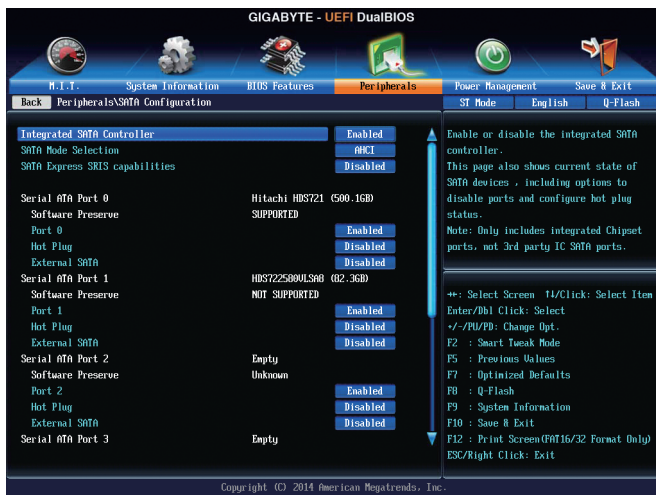 GIGABYTE - UEFI DualBIOS
M.I.T.
System Information
BIOS Features
Peripherals
Power Management
Save & Exit
Back Peripherals\SATA Configuration
ST Mode English Q-Flash
Integrated SATA Controller Enabled
SATA Mode Selection AHCI
SATA Express SRIS capabilities Disabled
Serial ATA Port 0 Hitachi HDS721 (500.1GB)
Software Preserve SUPPORTED
Port 0 Enabled
Hot Plug Disabled
External SATA Disabled
Serial ATA Port 1 HDS722580VLSA8 (82.3GB)
Software Preserve NOT SUPPORTED
Port 1 Enabled
Hot Plug Disabled
External SATA Disabled
Serial ATA Port 2 Empty
Software Preserve Unknown
Port 2 Enabled
Hot Plug Disabled
External SATA Disabled
Serial ATA Port 3 Empty
Enable or disable the integrated SATA
controller.
This page also shows current state of
SATA devices , including options to
disable ports and configure hot plug
status.
Note: Only includes integrated Chipset
ports, not 3rd party IC SATA ports.
→←: Select Screen ↑↓/Click: Select Item
Enter/Dbl Click: Select
+/-/PU/PD: Change Opt.
F2 : Smart Tweak Mode
F5 : Previous Values
F7 : Optimized Defaults
F8 : Q-Flash
F9 : System Information
F10 : Save & Exit
F12 : Print Screen(FAT16/32 Format Only)
ESC/Right Click: Exit
Copyright (C) 2014 American Megatrends, Inc.